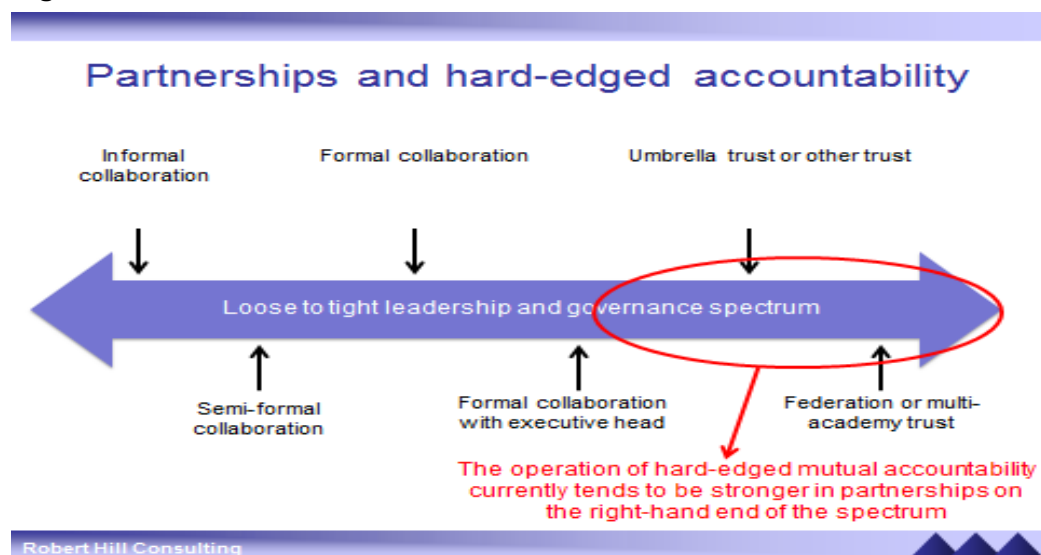 Partnerships and hard-edged accountability
Informal
collaboration
Formal collaboration
Umbrella trust or other trust
Loose to tight leadership and governance spectrum
Semi-formal
collaboration
Formal collaboration
with executive head
Federation or multi-
academy trust
The operation of hard-edged mutual accountability
currently tends to be stronger in partnerships on
the right-hand end of the spectrum
Robert Hill Consulting